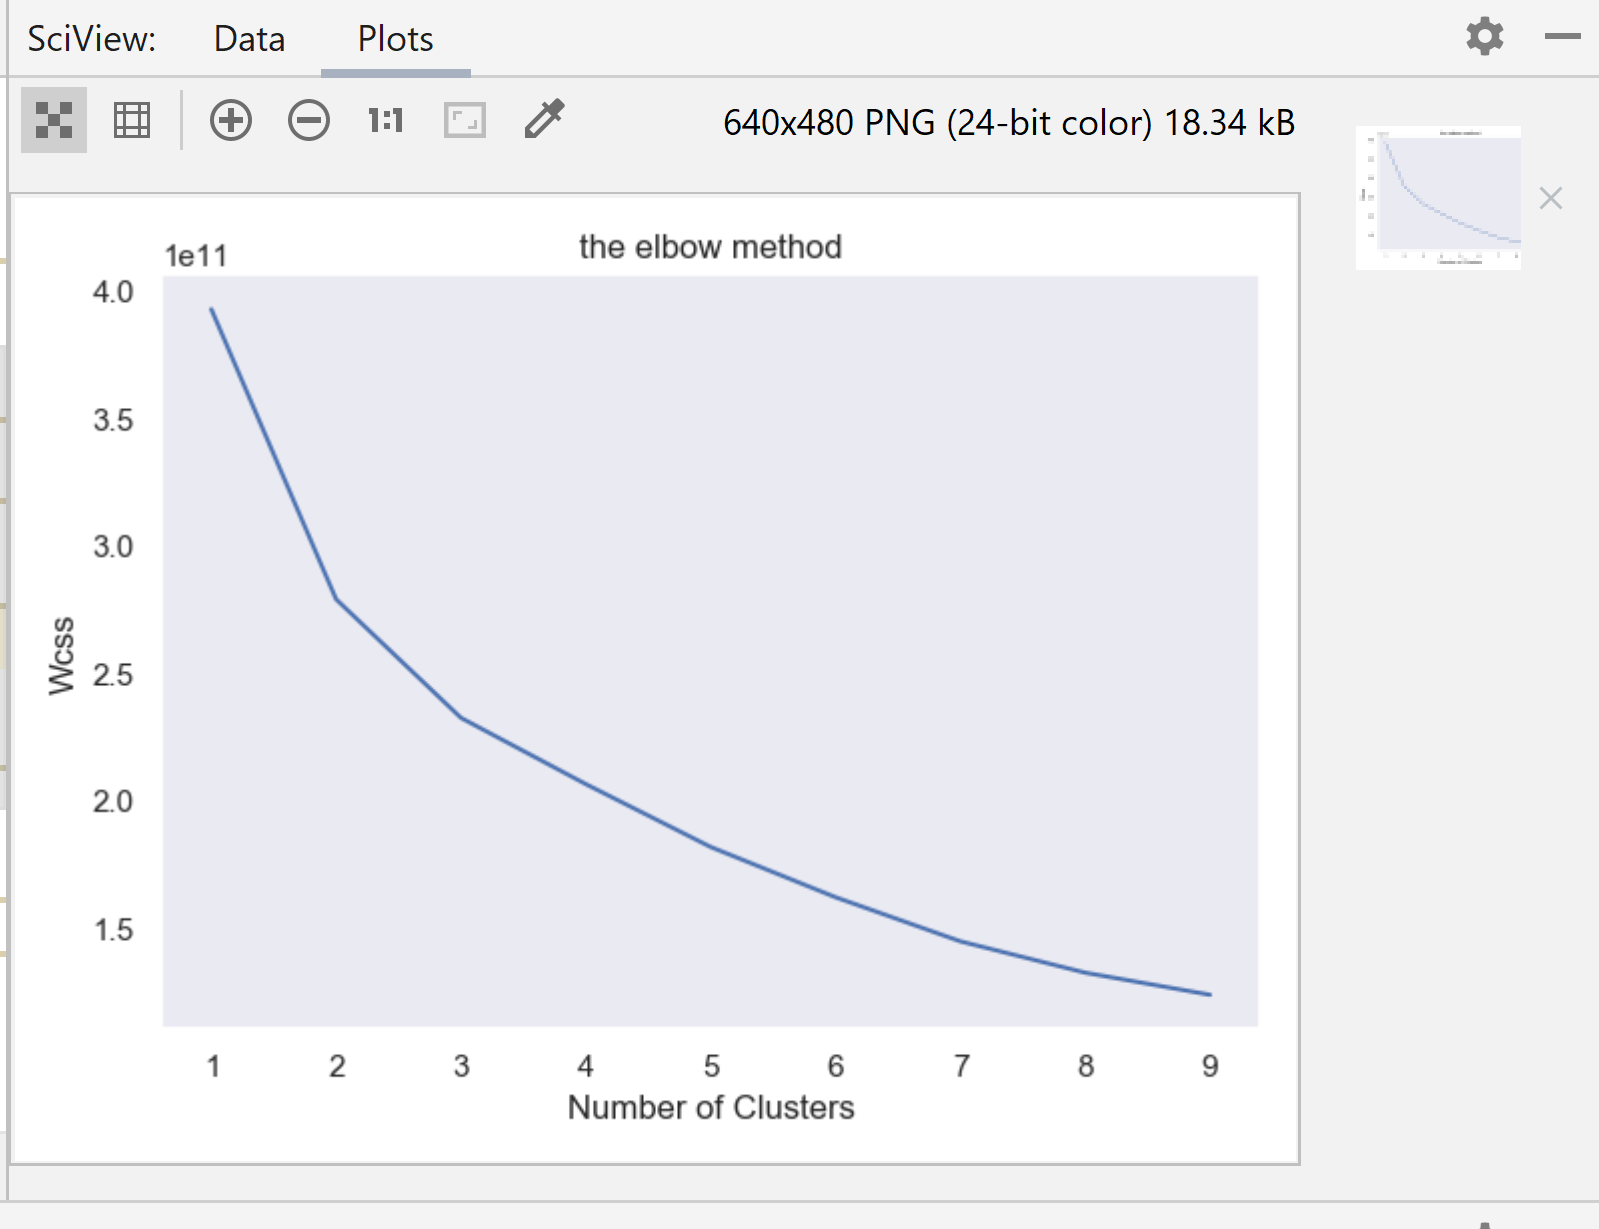 SciView: Data Plots
1:1 640x480 PNG (24-bit color) 18.34 kB
the elbow method
1e11
4.0
3.5
3.0
2.5
2.0
1.5
Wcss
1 2 3 4 5 6 7 8 9
Number of Clusters